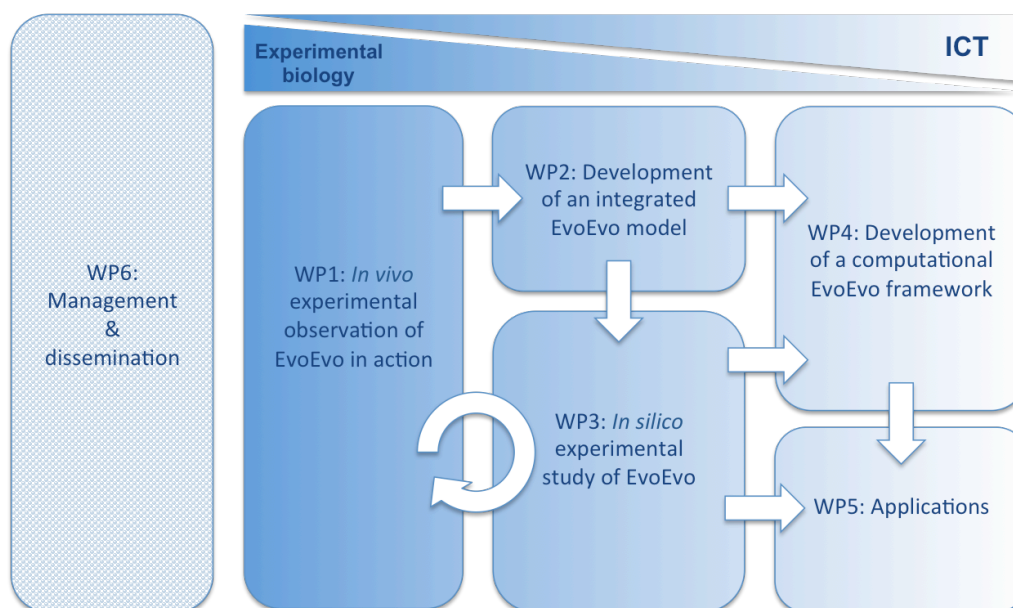 Experimental
biology
ICT
WP6:
Management
&
dissemination
WP1: In vivo
experimental
observation of
EvoEvo in action
WP2: Development
of an integrated
EvoEvo model
WP3: In silico
experimental
study of EvoEvo
WP4: Development
of a computational
EvoEvo framework
WP5: Applications